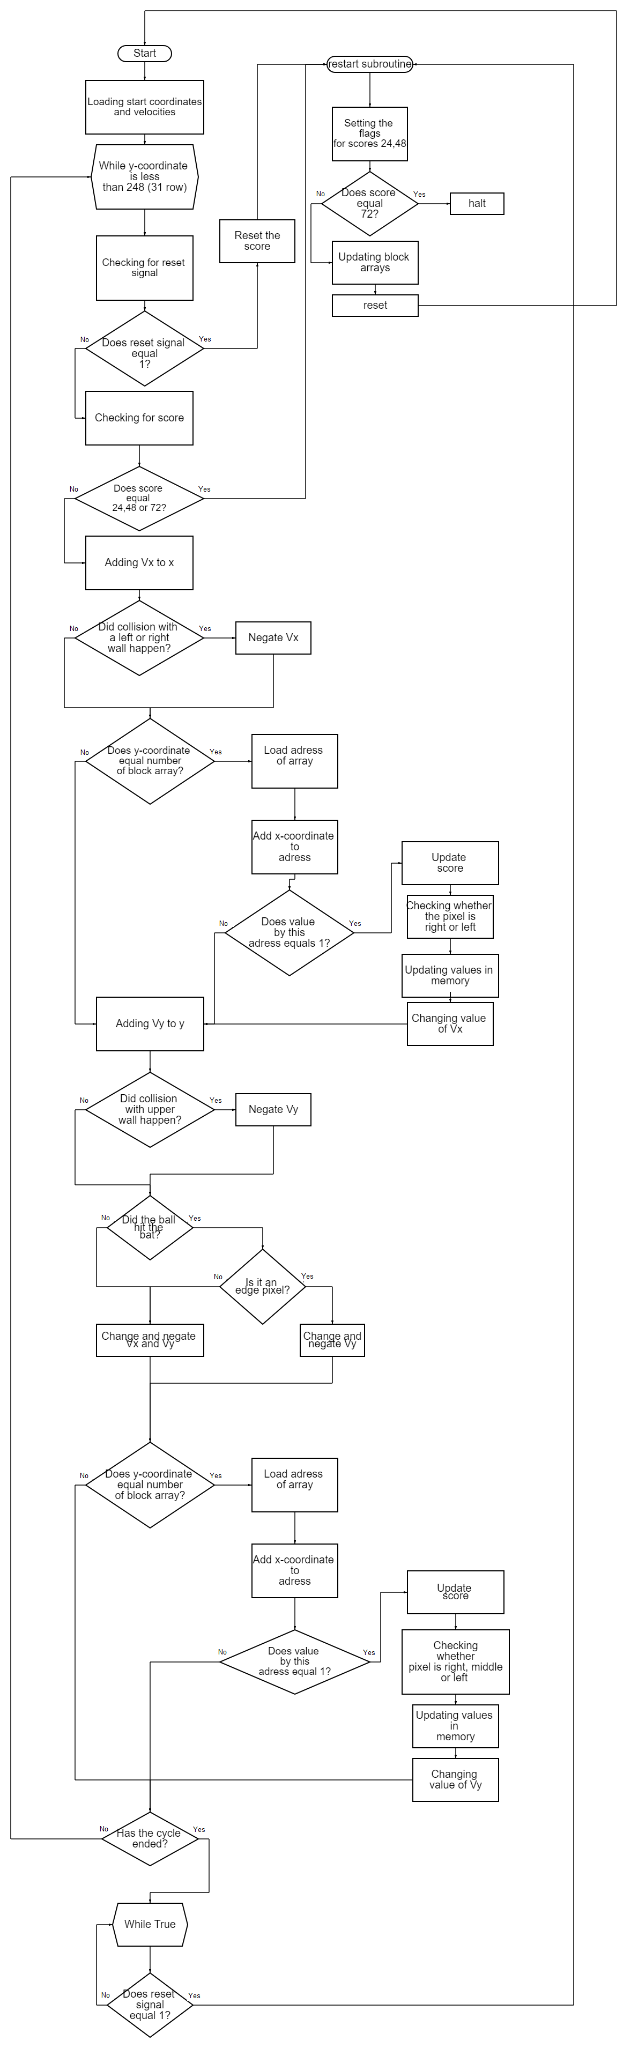 Start
restart subroutine
Loading start coordinates
and velocities
Setting the
flags
for scores 24,48
While y-coordinate
is less
than 248 (31 row)
No
Does score
equal
72?
Yes
halt
Reset the
score
Checking for reset
signal
Updating block
arrays
reset
No
Does reset signal
equal
1?
Yes
Checking for score
No
Does score
equal
24,48 or 72?
Yes
Adding Vx to x
No
Did collision with
a left or right
wall happen?
Yes
Negate Vx
No
Does y-coordinate
equal number
of block array?
Yes
Load adress
of array
Add x-coordinate
to
adress
Update
score
Checking whether
the pixel is
right or left
No
Does value
by this
adress equals 1?
Yes
Updating values in
memory
Changing value
of Vx
Adding Vy to y
No
Did collision
with upper
wall happen?
Yes
Negate Vy
No
Did the ball
hit the
bat?
Yes
No
Is it an
edge pixel?
Yes
Change and negate
Vx and Vy
Change and
negate Vy
No
Does y-coordinate
equal number
of block array?
Yes
Load adress
of array
Add x-coordinate
to
adress
Update
score
No
Does value
by this
adress equal 1?
Yes
Checking
whether
pixel is right, middle
or left
Updating values
in
memory
Changing
value of Vy
No
Has the cycle
ended?
Yes
While True
No
Does reset
signal
equal 1?
Yes